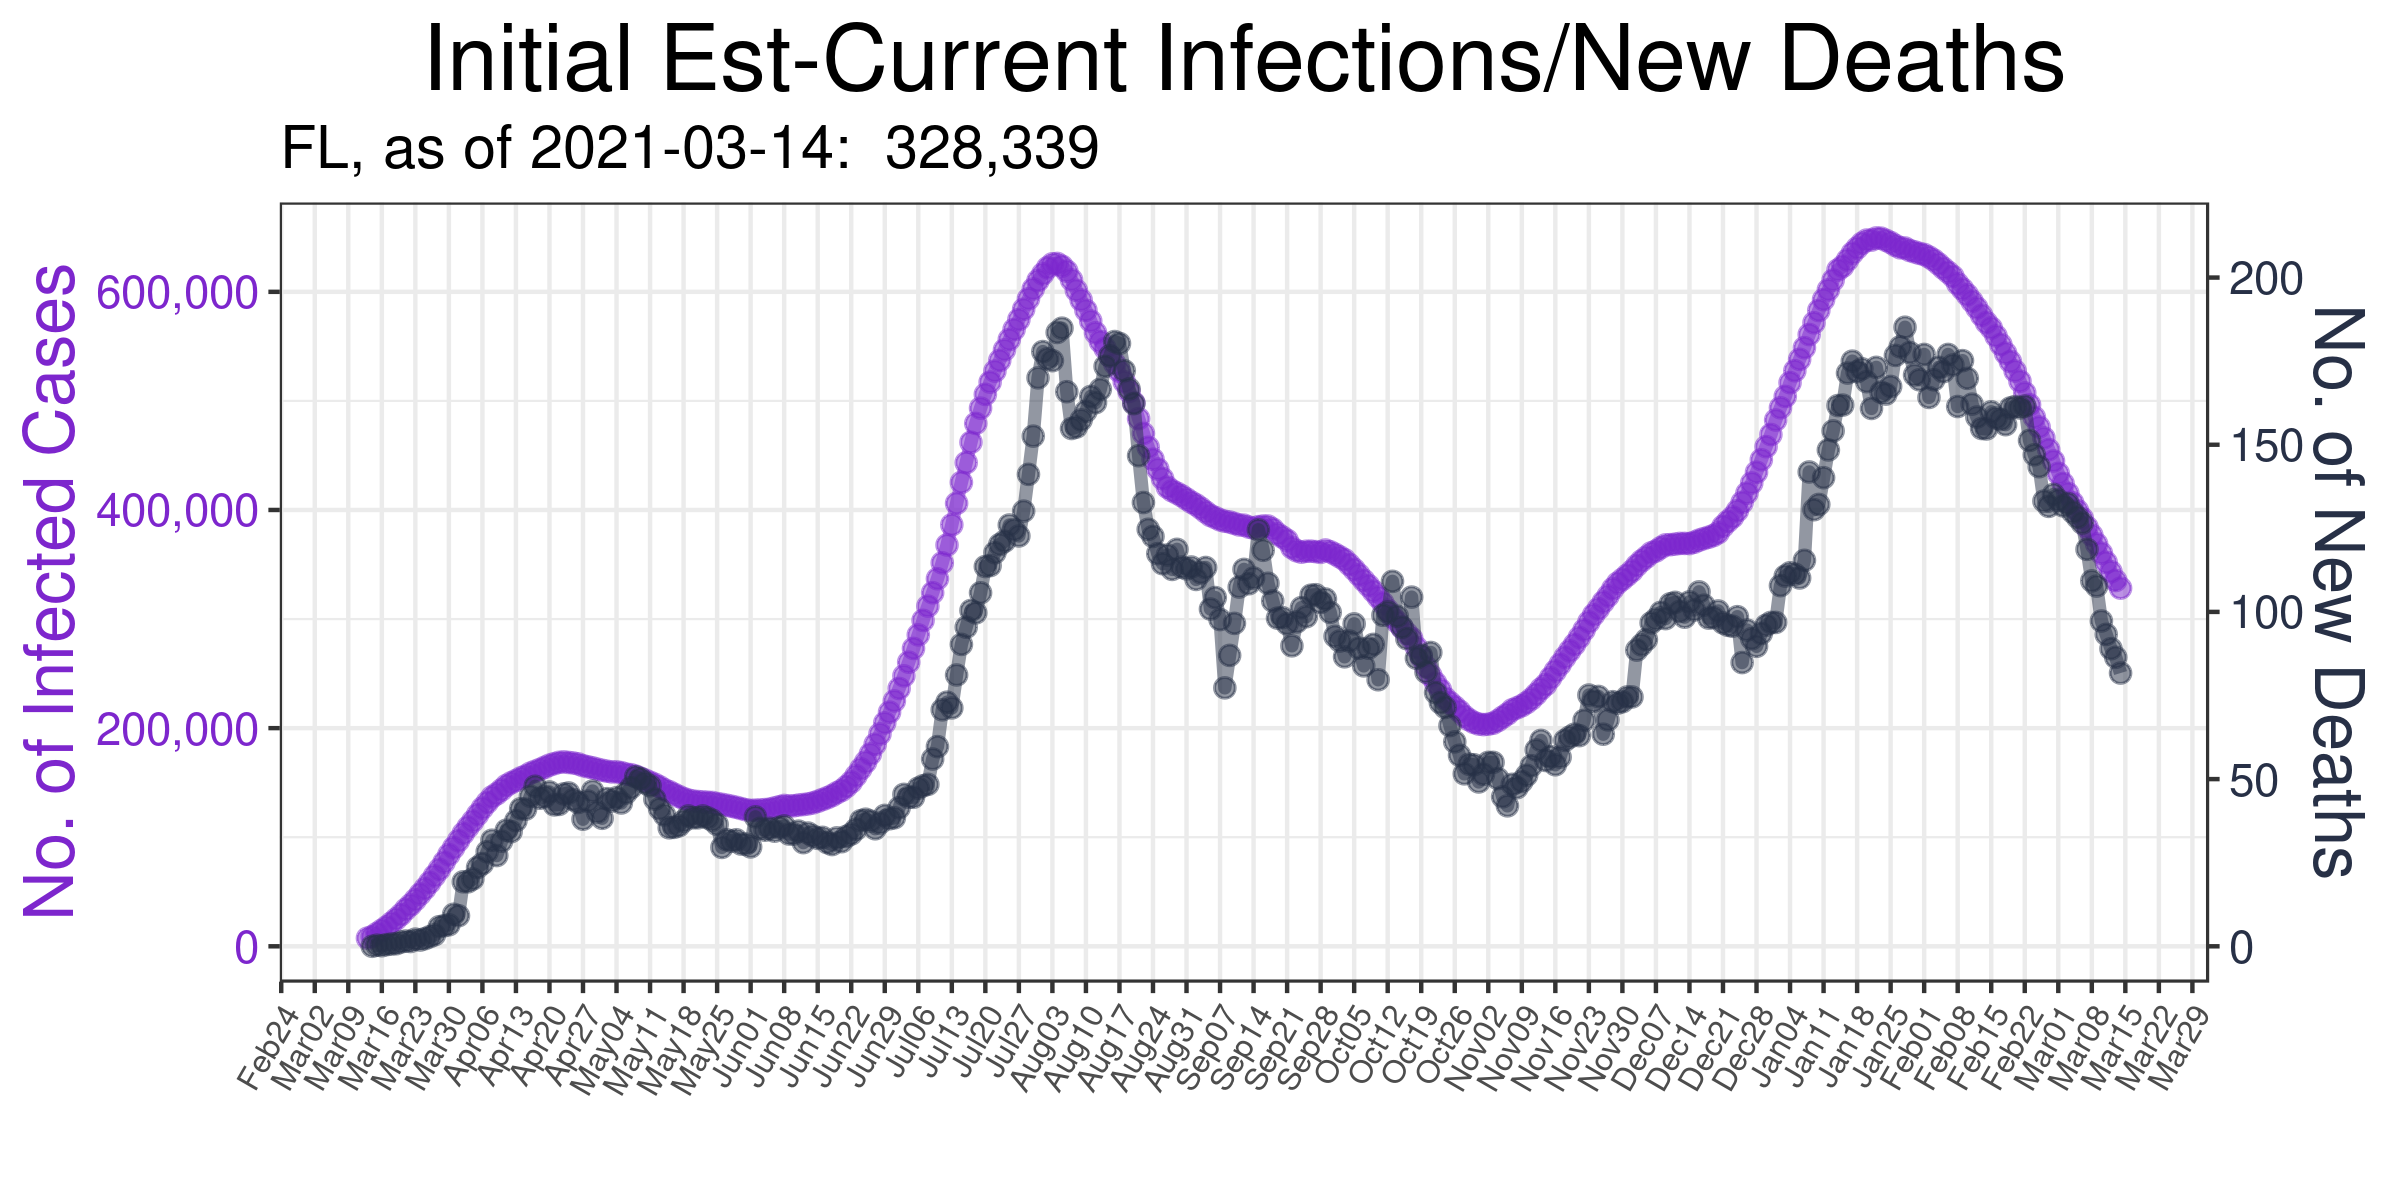 Initial Est-Current Infections/New Deaths
FL, as of 2021-03-14:  328,339
No. of Infected Cases
600,000
400,000
200,000
0
200
150
100
50
0
No. of New Deaths
Feb24
Mar02
Mar09
Mar16
Mar23
Mar30
Apr06
Apr13
Apr20
Apr27
May04
May11
May18
May25
Jun01
Jun08
Jun15
Jun22
Jun29
Jul06
Jul13
Jul20
Jul27
Aug03
Aug10
Aug17
Aug24
Aug31
Sep07
Sep14
Sep21
Sep28
Oct05
Oct12
Oct19
Oct26
Nov02
Nov09
Nov16
Nov23
Nov30
Dec07
Dec14
Dec21
Dec28
Jan04
Jan11
Jan18
Jan25
Feb01
Feb08
Feb15
Feb22
Mar01
Mar08
Mar15
Mar22
Mar29